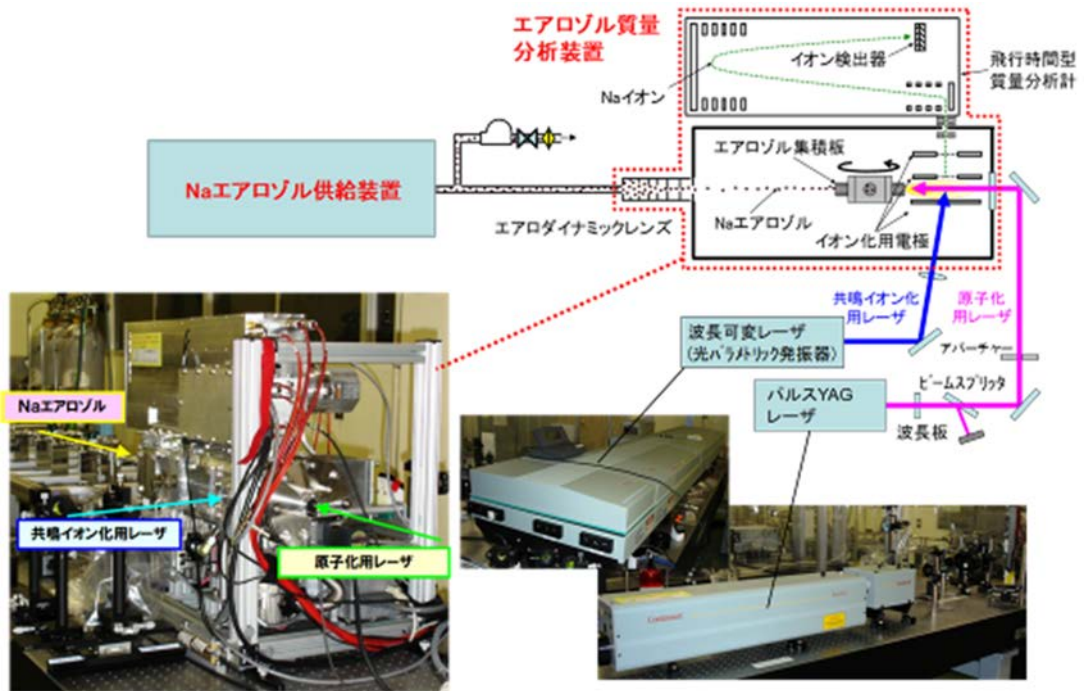 エアロゾル質量
分析装置
イオン検出器
飛行時間型
質量分析計
Naイオン
エアロゾル集積板
Naエアロゾル供給装置
エアロダイナミックレンズ
Naエアロゾル
イオン化用電極
共鳴イオン化
用レーザ
原子化
用レーザ
波長可変レーザ
(光パラメトリック発振器)
アパーチャー
ビームスプリッタ
パルスYAG
レーザ
波長板
Naエアロゾル
共鳴イオン化用レーザ
原子化用レーザ